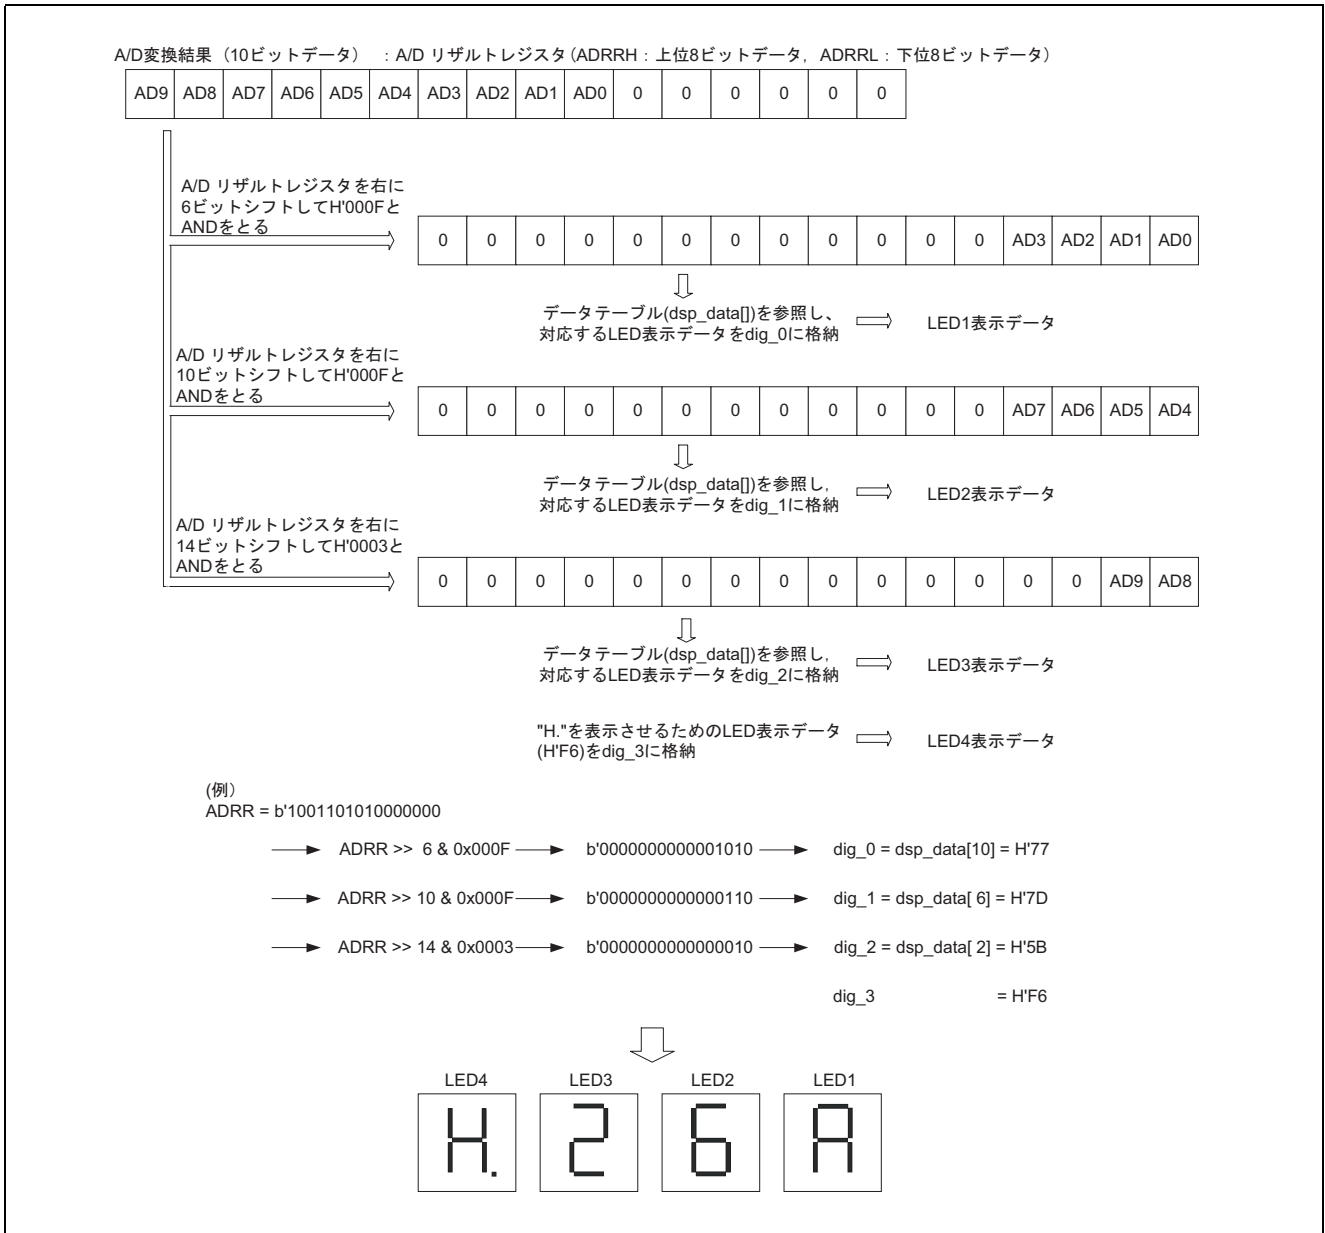 A/D変換結果（10ビットデータ） ：A/D リザルトレジスタ(ADRRH：上位8ビットデータ, ADRRL：下位8ビットデータ)
AD9 AD8 AD7 AD6 AD5 AD4 AD3 AD2 AD1 AD0 0 0 0 0 0 0
A/D リザルトレジスタを右に
6ビットシフトしてH'000Fと
ANDをとる
0 0 0 0 0 0 0 0 0 0 0 0 AD3 AD2 AD1 AD0
データテーブル(dsp_data[])を参照し、
対応するLED表示データをdig_0に格納
LED1表示データ
A/D リザルトレジスタを右に
10ビットシフトしてH'000Fと
ANDをとる
0 0 0 0 0 0 0 0 0 0 0 0 AD7 AD6 AD5 AD4
データテーブル(dsp_data[])を参照し,
対応するLED表示データをdig_1に格納
LED2表示データ
A/D リザルトレジスタを右に
14ビットシフトしてH'0003と
ANDをとる
0 0 0 0 0 0 0 0 0 0 0 0 0 0 AD9 AD8
データテーブル(dsp_data[])を参照し,
対応するLED表示データをdig_2に格納
LED3表示データ
"H."を表示させるためのLED表示データ
(H'F6)をdig_3に格納
LED4表示データ
(例）
ADRR = b'1001101010000000
ADRR >> 6 & 0x000F b'0000000000001010 dig_0 = dsp_data[10] = H'77
ADRR >> 10 & 0x000F b'0000000000000110 dig_1 = dsp_data[ 6] = H'7D
ADRR >> 14 & 0x0003 b'0000000000000010 dig_2 = dsp_data[ 2] = H'5B
dig_3 = H'F6
LED4 LED3 LED2 LED1
H. 2 6 A